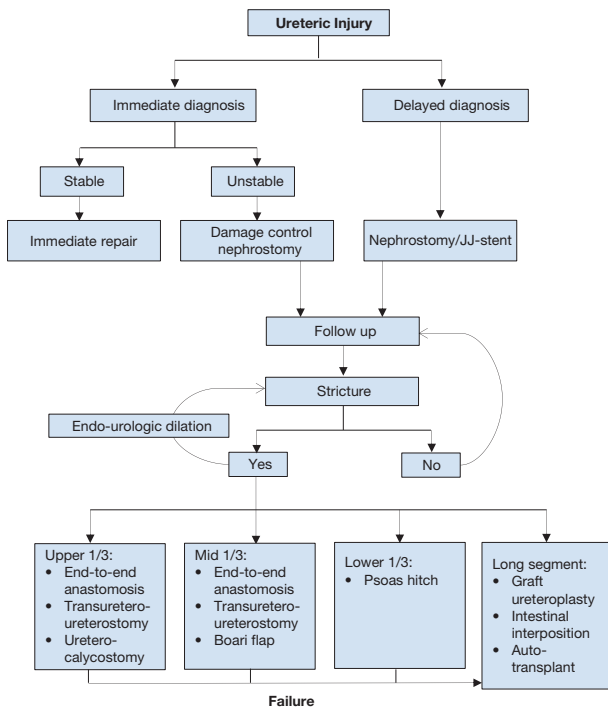 Ureteric Injury
Immediate diagnosis
Delayed diagnosis
Stable
Unstable
Immediate repair
Damage control
nephrostomy
Nephrostomy/JJ-stent
Follow up
Stricture
Endo-urologic dilation
Yes
No
Upper 1/3:
• End-to-end
anastomosis
• Transuretero-
ureterostomy
• Uretero-
calycostomy
Mid 1/3:
• End-to-end
anastomosis
• Transuretero-
ureterostomy
• Boari flap
Lower 1/3:
• Psoas hitch
Long segment:
• Graft
ureteroplasty
• Intestinal
interposition
• Auto-
transplant
Failure